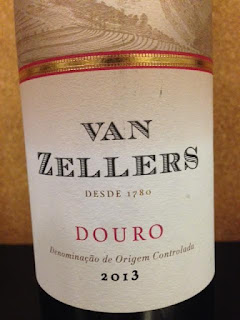 VAN
ZELLERS
DESDE 1780
DOURO
Denominação de Origem Controlada
2013